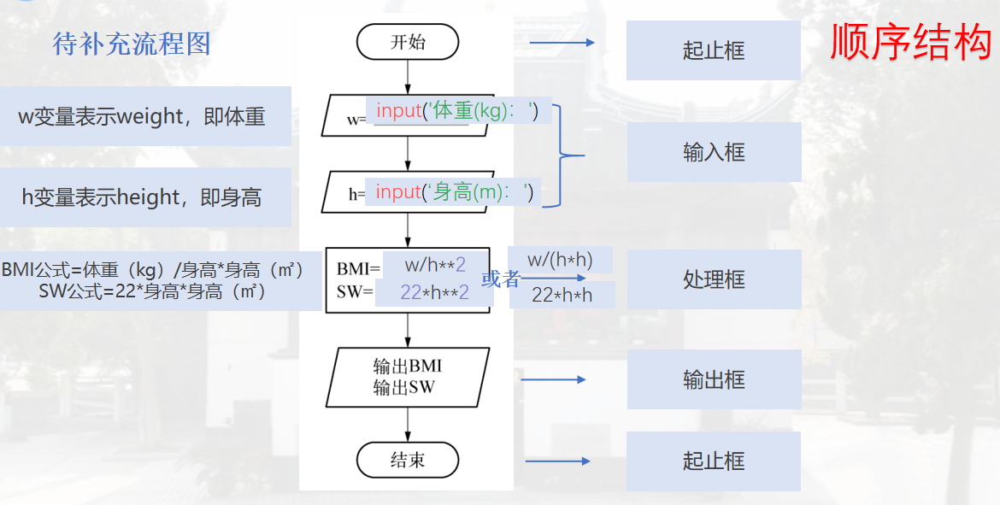 待补充流程图
顺序结构
开始
起止框
w变量表示weight，即体重
w=input('体重(kg)：')
输入框
h变量表示height，即身高
h=input('身高(m)：')
BMI公式=体重（kg）/身高*身高（㎡）
SW公式=22*身高*身高（㎡）
BMI= w/h**2
SW= 22*h**2
或者
w/(h*h)
22*h*h
处理框
输出BMI
输出SW
输出框
结束
起止框